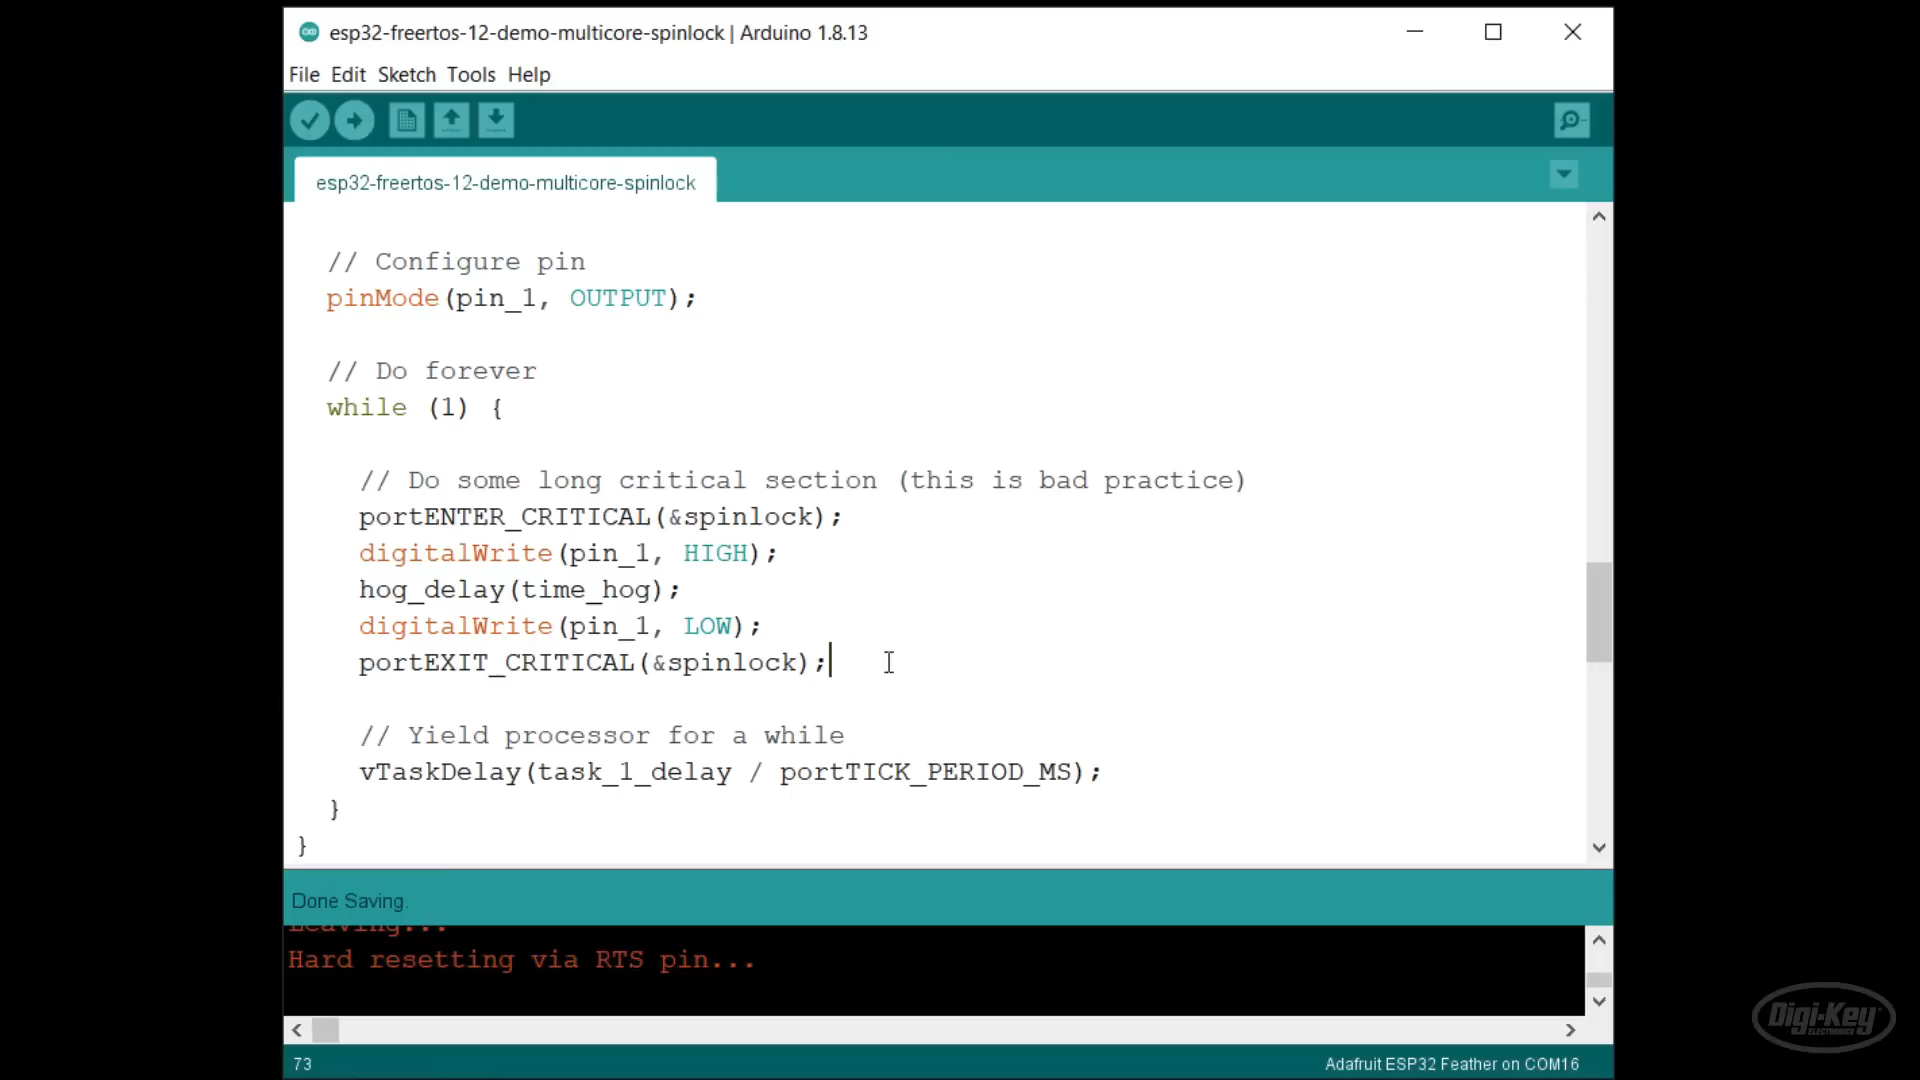 esp32-freertos-12-demo-multicore-spinlock | Arduino 1.8.13
File Edit Sketch Tools Help
esp32-freertos-12-demo-multicore-spinlock
// Configure pin
pinMode(pin_1, OUTPUT);
// Do forever
while (1) {
// Do some long critical section (this is bad practice)
portENTER_CRITICAL(&spinlock);
digitalWrite(pin_1, HIGH);
hog_delay(time_hog);
digitalWrite(pin_1, LOW);
portEXIT_CRITICAL(&spinlock);
// Yield processor for a while
vTaskDelay(task_1_delay / portTICK_PERIOD_MS);
}
}
Done Saving.
Leaving...
Hard resetting via RTS pin...
73
Adafruit ESP32 Feather on COM16
Digi-Key
ELECTRONICS